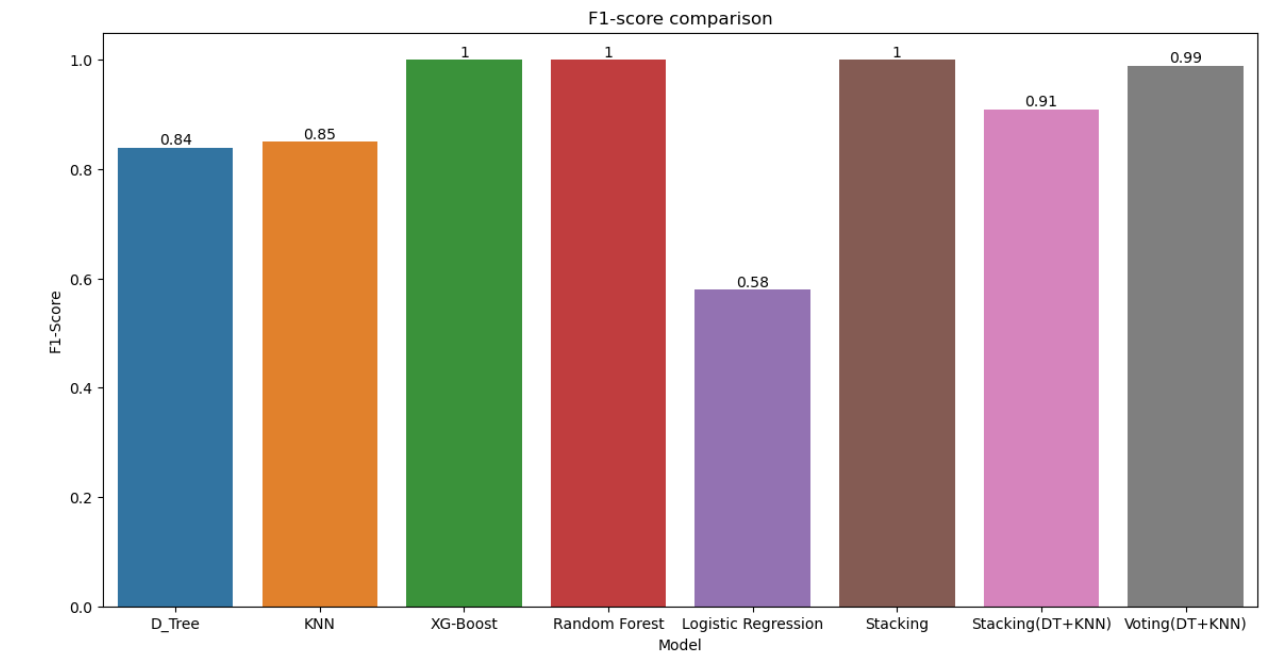 F1-score comparison
F1-Score
1.0
0.8
0.6
0.4
0.2
0.0
0.84
0.85
1
1
0.58
1
0.91
0.99
D_Tree
KNN
XG-Boost
Random Forest
Logistic Regression
Stacking
Stacking(DT+KNN)
Voting(DT+KNN)
Model